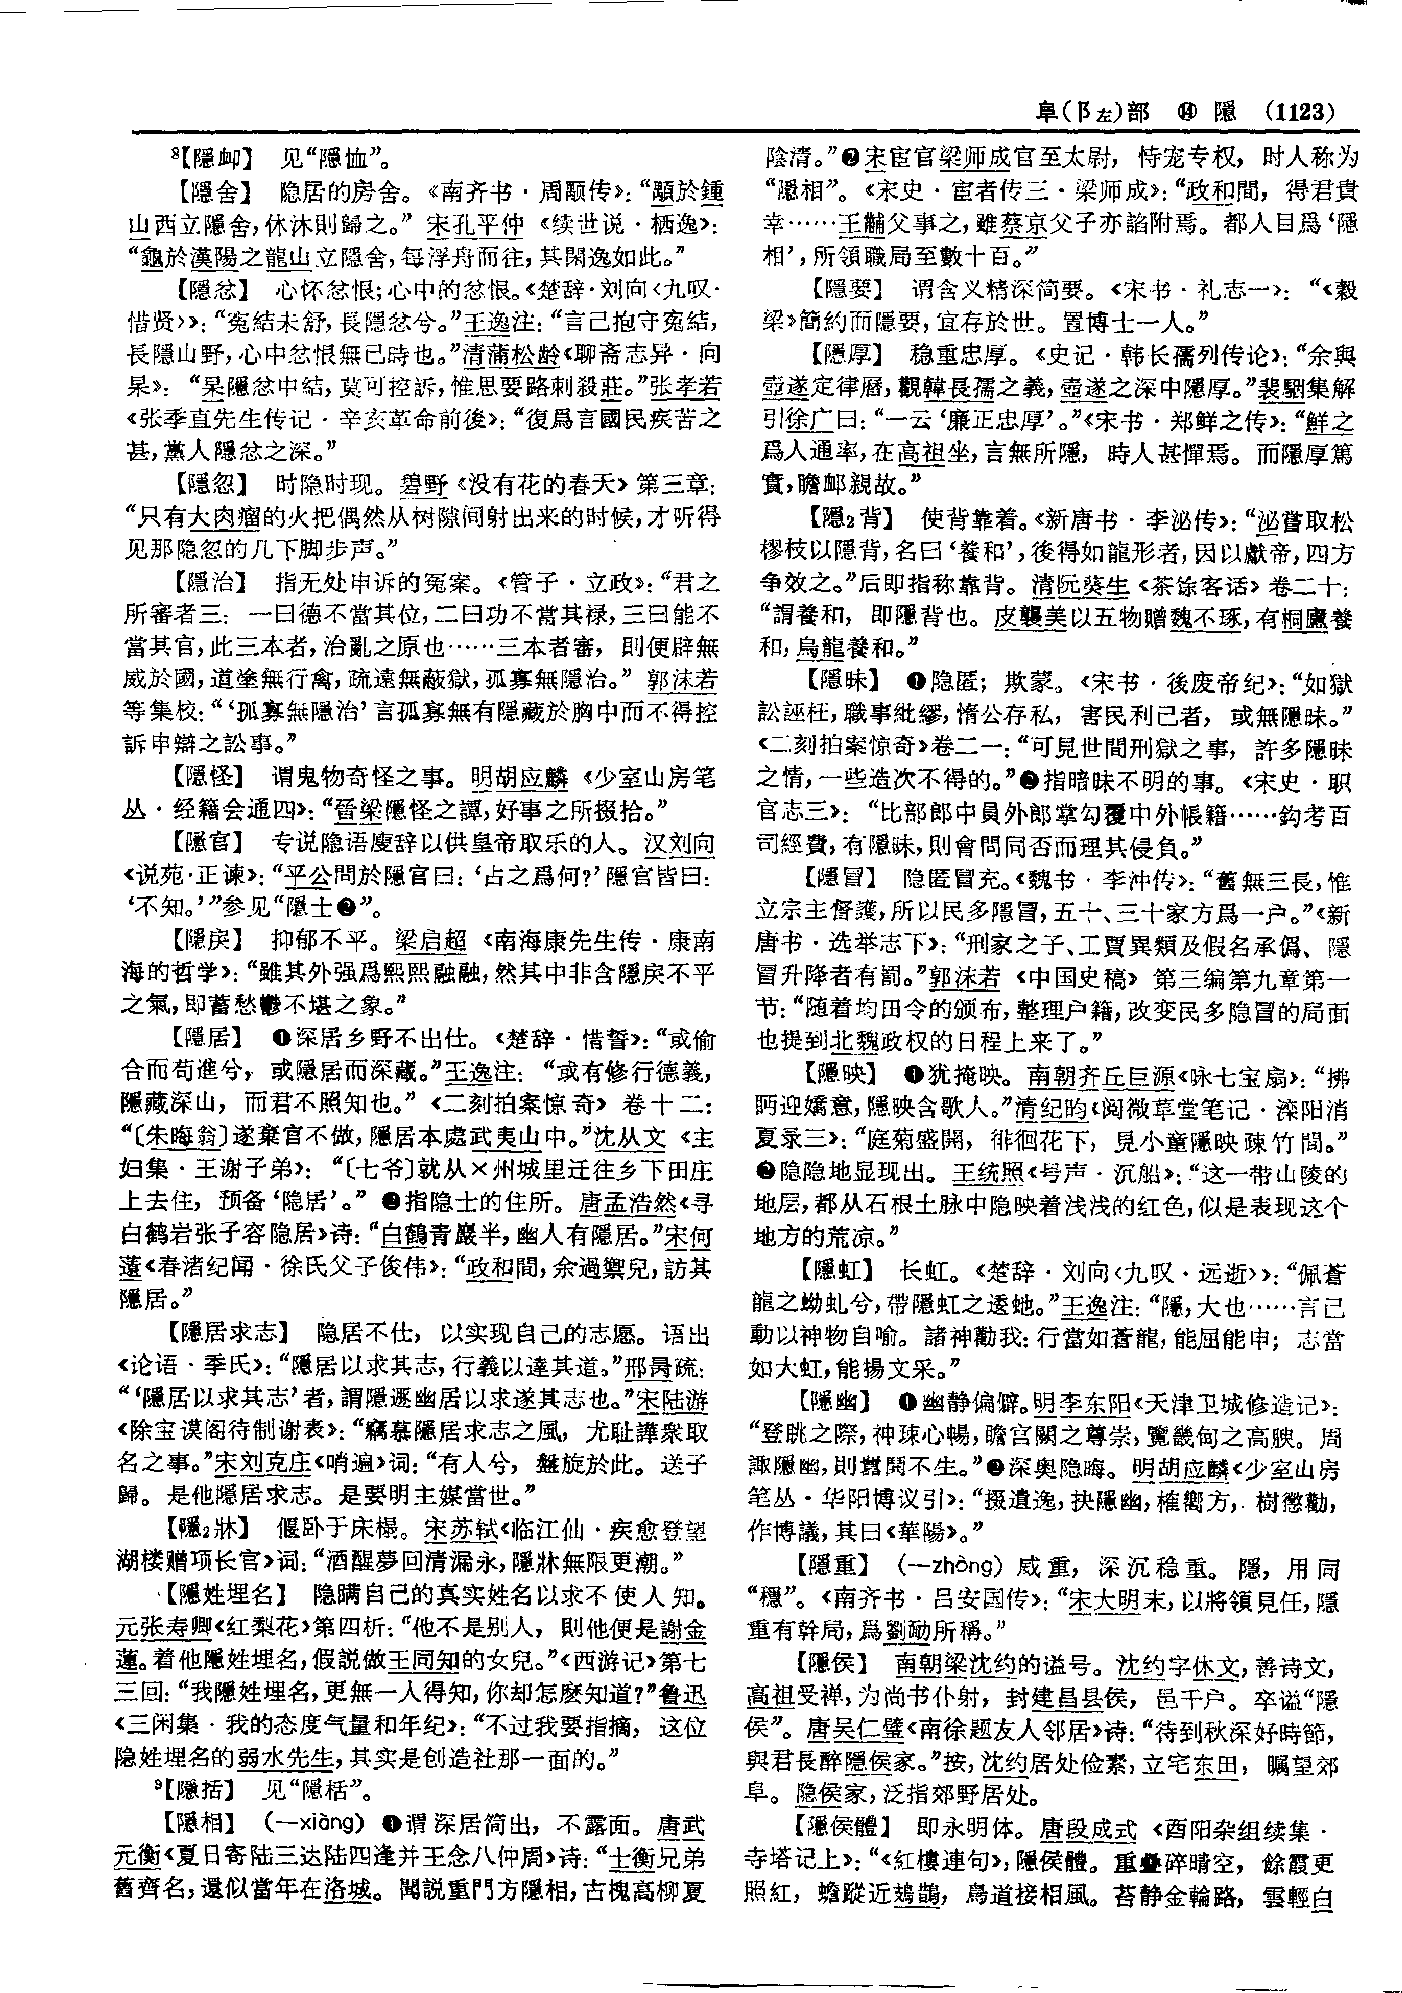 阜(阝左)部 ⑭ 隱 (1123)
⁸【隱卹】 见“隱恤”。
【隱舍】 隐居的房舍。《南齐书·周颙传》：“顒於鍾
山西立隱舍，休沐則歸之。” 宋孔平仲《续世说·栖逸》：
“龜於漢陽之龍山立隱舍，每浮舟而往，其閑逸如此。”
【隱忿】 心怀忿恨；心中的忿恨。《楚辞·刘向〈九叹·
惜贤〉》：“寃結未舒，長隱忿兮。”王逸注：“言己抱守寃結，
長隱山野，心中忿恨無已時也。”清蒲松龄《聊斋志异·向
杲》：“杲隱忿中結，莫可控訴，惟思要路刺殺莊。”张孝若
《张季直先生传记·辛亥革命前後》：“復爲言國民疾苦之
甚，黨人隱忿之深。”
【隱忽】 时隐时现。碧野《没有花的春天》第三章：
“只有大肉瘤的火把偶然从树隙间射出来的时候，才听得
见那隐忽的几下脚步声。”
【隱治】 指无处申诉的冤案。《管子·立政》：“君之
所審者三：一曰德不當其位，二曰功不當其禄，三曰能不
當其官，此三本者，治亂之原也……三本者審，則便辟無
威於國，道塗無行禽，疏遠無蔽獄，孤寡無隱治。” 郭沫若
等集校：“‘孤寡無隱治’言孤寡無有隱藏於胸中而不得控
訴申辯之訟事。”
【隱怪】 谓鬼物奇怪之事。明胡应麟《少室山房笔
丛·经籍会通四》：“晉梁隱怪之譚，好事之所掇拾。”
【隱官】 专说隐语廋辞以供皇帝取乐的人。汉刘向
《说苑·正谏》：“平公問於隱官曰：‘占之爲何？’隱官皆曰：
‘不知。’”参见“隱士❷”。
【隱戾】 抑郁不平。梁启超《南海康先生传·康南
海的哲学》：“雖其外强爲熙熙融融，然其中非含隱戾不平
之氣，即蓄愁鬱不堪之象。”
【隱居】 ❶深居乡野不出仕。《楚辞·惜誓》：“或偷
合而苟進兮，或隱居而深藏。”王逸注：“或有修行德義，
隱藏深山，而君不照知也。”《二刻拍案惊奇》卷十二：
“〔朱晦翁〕遂棄官不做，隱居本處武夷山中。”沈从文《主
妇集·王谢子弟》：“〔七爷〕就从×州城里迁往乡下田庄
上去住，预备‘隐居’。” ❷指隐士的住所。唐孟浩然《寻
白鹤岩张子容隐居》诗：“白鶴青巖半，幽人有隱居。”宋何
薳《春渚纪闻·徐氏父子俊伟》：“政和間，余過禦兒，訪其
隱居。”
【隱居求志】 隐居不仕，以实现自己的志愿。语出
《论语·季氏》：“隱居以求其志，行義以達其道。”邢昺疏：
“‘隱居以求其志’者，謂隱遯幽居以求遂其志也。”宋陆游
《除宝谟阁待制谢表》：“竊慕隱居求志之風，尤耻譁衆取
名之事。”宋刘克庄《哨遍》词：“有人兮，盤旋於此。送子
歸。是他隱居求志。是要明主媒當世。”
【隱₂牀】 偃卧于床榻。宋苏轼《临江仙·疾愈登望
湖楼赠项长官》词：“酒醒夢回清漏永，隱牀無限更潮。”
【隱姓埋名】 隐瞒自己的真实姓名以求不使人知。
元张寿卿《红梨花》第四折：“他不是别人，則他便是謝金
蓮。着他隱姓埋名，假説做王同知的女兒。”《西游记》第七
三回：“我隱姓埋名，更無一人得知，你却怎麽知道？”鲁迅
《三闲集·我的态度气量和年纪》：“不过我要指摘，这位
隐姓埋名的弱水先生，其实是创造社那一面的。”
⁹【隱括】 见“隱栝”。
【隱相】 (—xiàng) ❶谓深居简出，不露面。唐武
元衡《夏日寄陆三达陆四逢并王念八仲周》诗：“士衡兄弟
舊齊名，還似當年在洛城。聞説重門方隱相，古槐高柳夏
陰清。”❷宋宦官梁师成官至太尉，恃宠专权，时人称为
“隐相”。《宋史·宦者传三·梁师成》：“政和間，得君貴
幸……王黼父事之，雖蔡京父子亦諂附焉。都人目爲‘隱
相’，所領職局至數十百。”
【隱要】 谓含义精深简要。《宋书·礼志一》：“《穀
梁》簡約而隱要，宜存於世。置博士一人。”
【隱厚】 稳重忠厚。《史记·韩长孺列传论》：“余與
壺遂定律曆，觀韓長孺之義，壺遂之深中隱厚。”裴駰集解
引徐广曰：“一云‘廉正忠厚’。”《宋书·郑鲜之传》：“鮮之
爲人通率，在高祖坐，言無所隱，時人甚憚焉。而隱厚篤
實，瞻卹親故。”
【隱₂背】 使背靠着。《新唐书·李泌传》：“泌嘗取松
樛枝以隱背，名曰‘養和’，後得如龍形者，因以獻帝，四方
争效之。”后即指称靠背。清阮葵生《茶馀客话》卷二十：
“謂養和，即隱背也。皮襲美以五物贈魏不琢，有桐廬養
和，烏龍養和。”
【隱昧】 ❶隐匿；欺蒙。《宋书·後废帝纪》：“如獄
訟誣枉，職事紕繆，惰公存私，害民利己者，或無隱昧。”
《二刻拍案惊奇》卷二一：“可見世間刑獄之事，許多隱昧
之情，一些造次不得的。”❷指暗昧不明的事。《宋史·职
官志三》：“比部郎中員外郎掌勾覆中外帳籍……鈎考百
司經費，有隱昧，則會問同否而理其侵負。”
【隱冒】 隐匿冒充。《魏书·李沖传》：“舊無三長，惟
立宗主督護，所以民多隱冒，五十、三十家方爲一户。”《新
唐书·选举志下》：“刑家之子、工賈異類及假名承僞、隱
冒升降者有罰。”郭沫若《中国史稿》第三编第九章第一
节：“随着均田令的颁布，整理户籍，改变民多隐冒的局面
也提到北魏政权的日程上来了。”
【隱映】 ❶犹掩映。南朝齐丘巨源《咏七宝扇》：“拂
眄迎嬌意，隱映含歌人。”清纪昀《阅微草堂笔记·滦阳消
夏录三》：“庭菊盛開，徘徊花下，見小童隱映疎竹間。”
❷隐隐地显现出。王统照《号声·沉船》：“这一带山陵的
地层，都从石根土脉中隐映着浅浅的红色，似是表现这个
地方的荒凉。”
【隱虹】 长虹。《楚辞·刘向〈九叹·远逝〉》：“佩蒼
龍之蚴虬兮，帶隱虹之逶虵。”王逸注：“隱，大也……言己
動以神物自喻。諸神勸我：行當如蒼龍，能屈能申；志當
如大虹，能揚文采。”
【隱幽】 ❶幽静偏僻。明李东阳《天津卫城修造记》：
“登眺之際，神竦心暢，瞻宫闕之尊崇，覽畿甸之高腴。周
諏隱幽，則囂鬨不生。”❷深奥隐晦。明胡应麟《少室山房
笔丛·华阳博议引》：“掇遺逸，抉隱幽，榷嚮方，樹懲勸，
作博議，其曰《華陽》。”
【隱重】 (—zhòng) 威重，深沉稳重。隱，用同
“穩”。《南齐书·吕安国传》：“宋大明末，以將領見任，隱
重有幹局，爲劉勔所稱。”
【隱侯】 南朝梁沈约的谥号。沈约字休文，善诗文，
高祖受禅，为尚书仆射，封建昌县侯，邑千户。卒谥“隱
侯”。唐吴仁璧《南徐题友人邻居》诗：“待到秋深好時節，
與君長醉隱侯家。”按，沈约居处俭素，立宅东田，瞩望郊
阜。隐侯家，泛指郊野居处。
【隱侯體】 即永明体。唐段成式《酉阳杂组续集·
寺塔记上》：“《紅樓連句》，隱侯體。重疊碎晴空，餘霞更
照紅，蟾蹤近鳷鵲，鳥道接相風。苔静金輪路，雲輕白